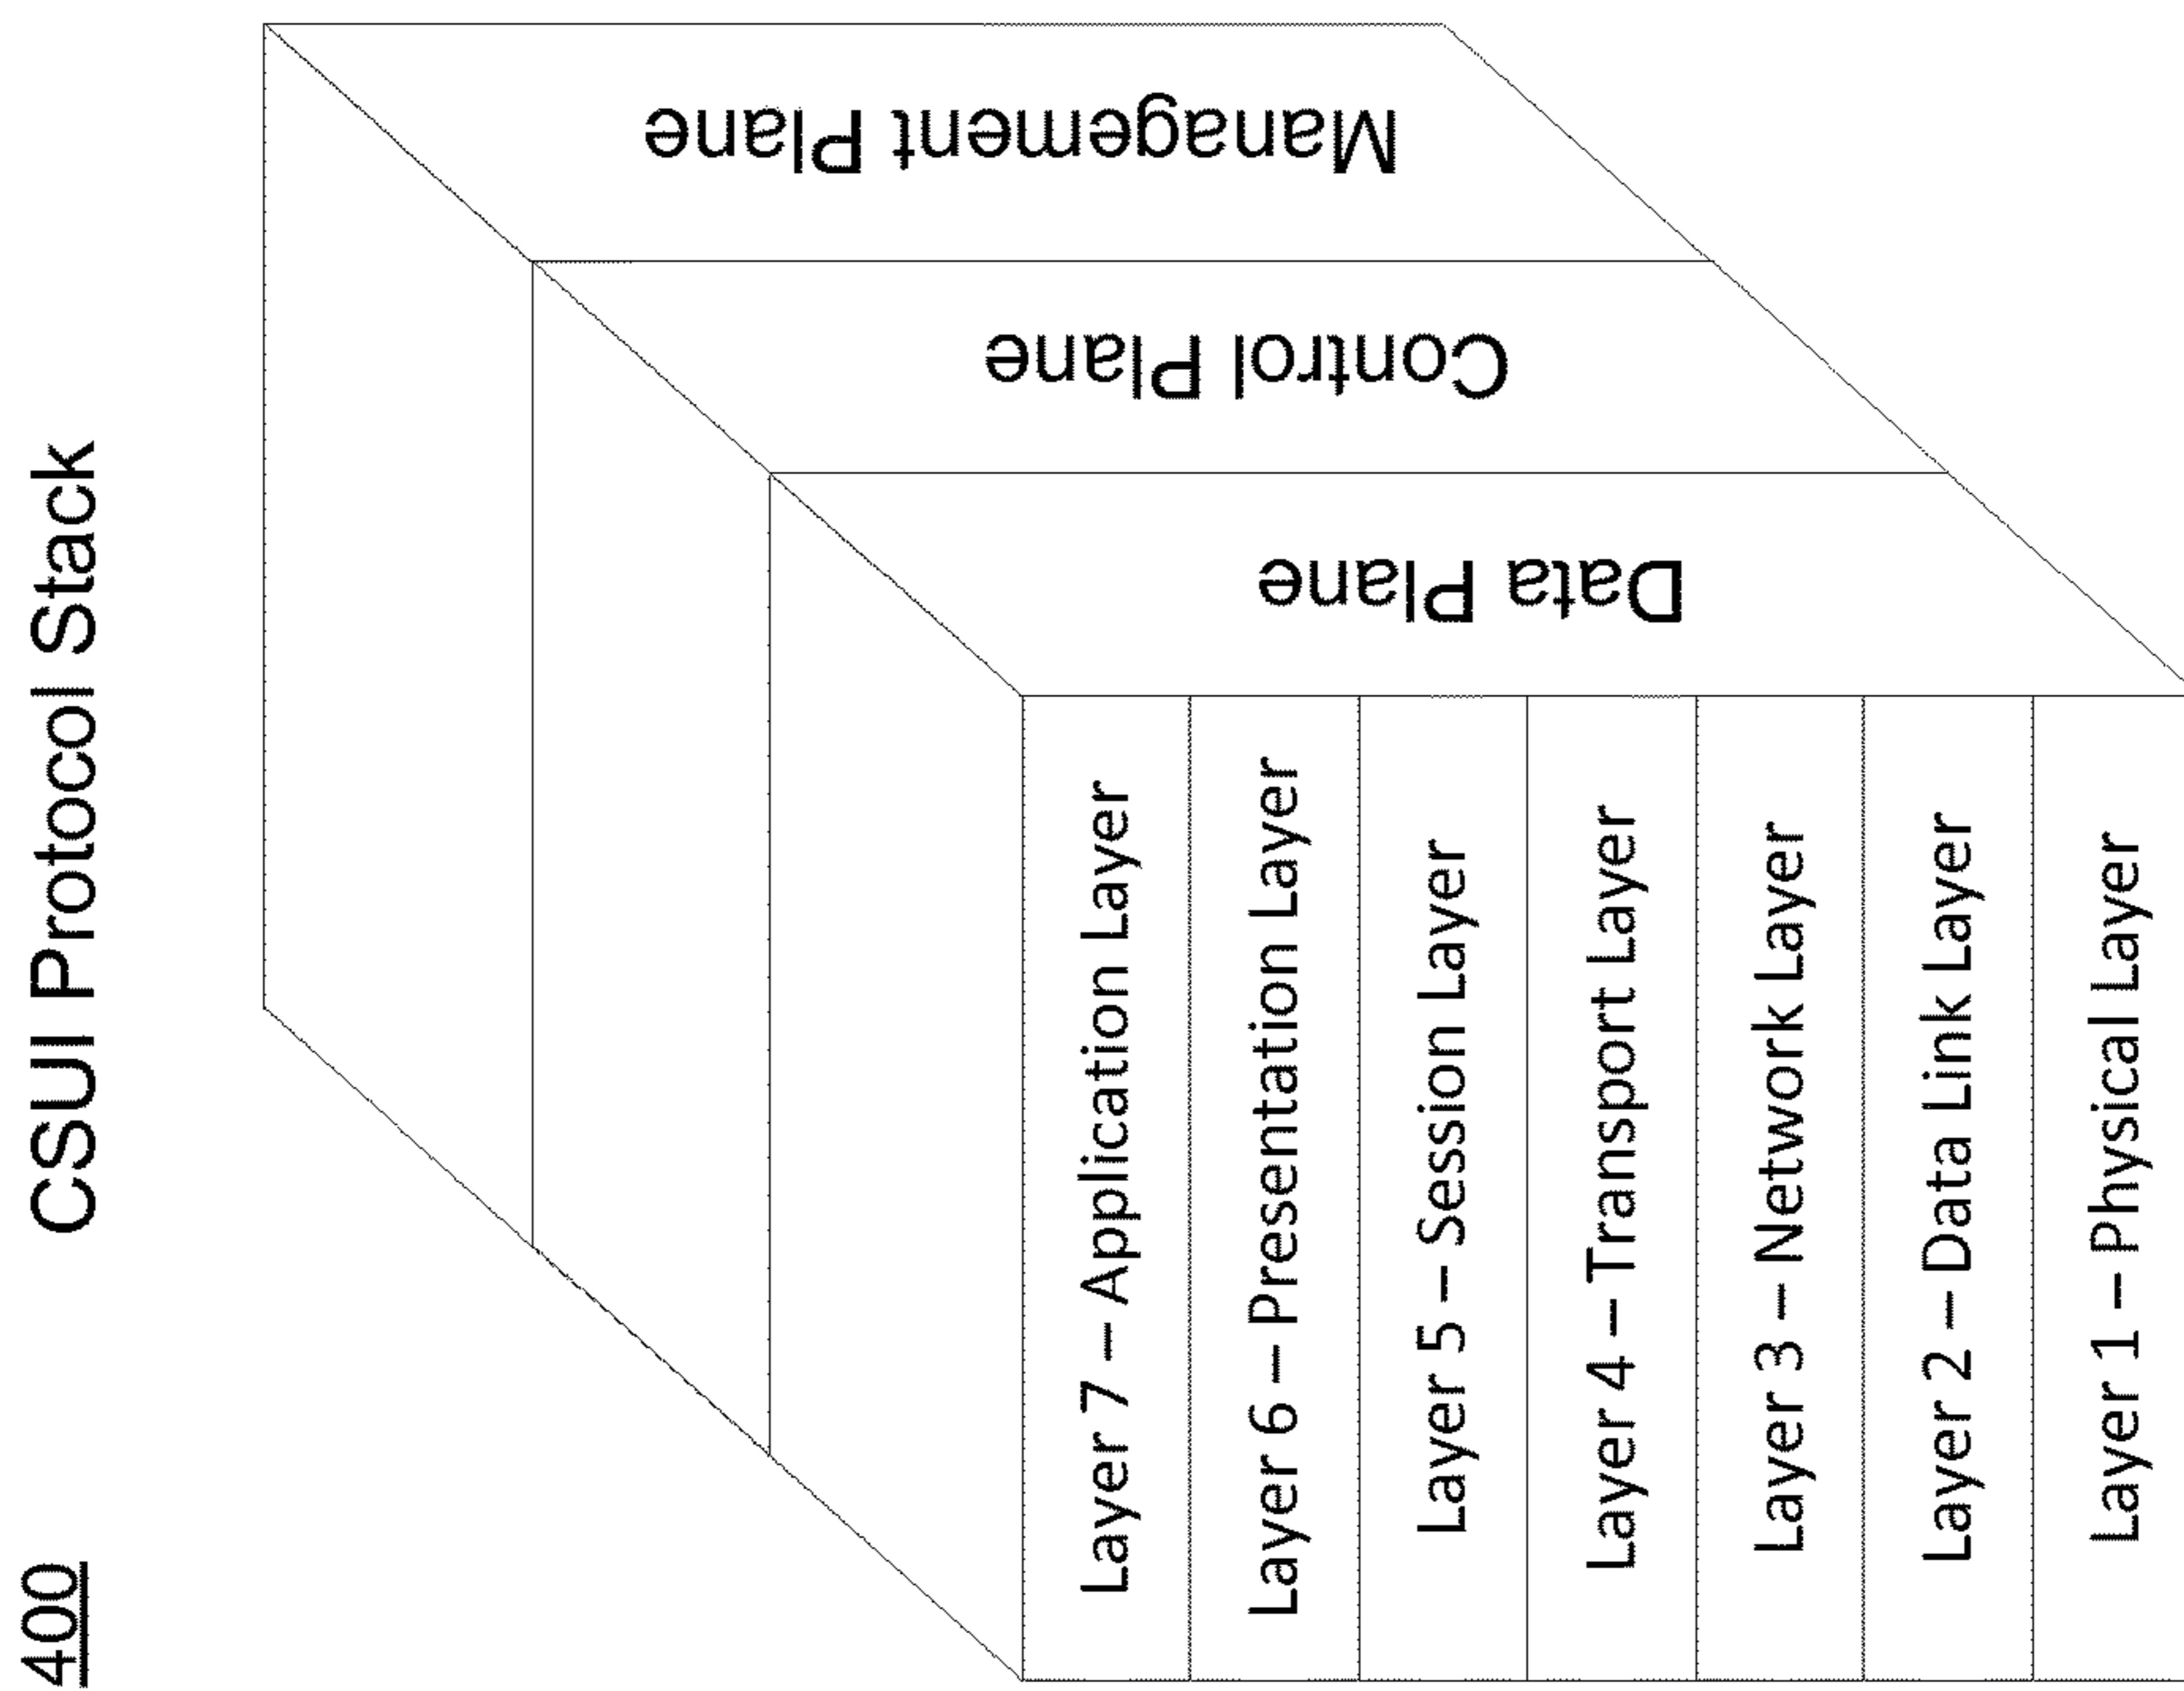 400
CSUI Protocol Stack
Management Plane
Control Plane
Data Plane
Layer 7 – Application Layer
Layer 6 – Presentation Layer
Layer 5 – Session Layer
Layer 4 – Transport Layer
Layer 3 – Network Layer
Layer 2 – Data Link Layer
Layer 1 – Physical Layer